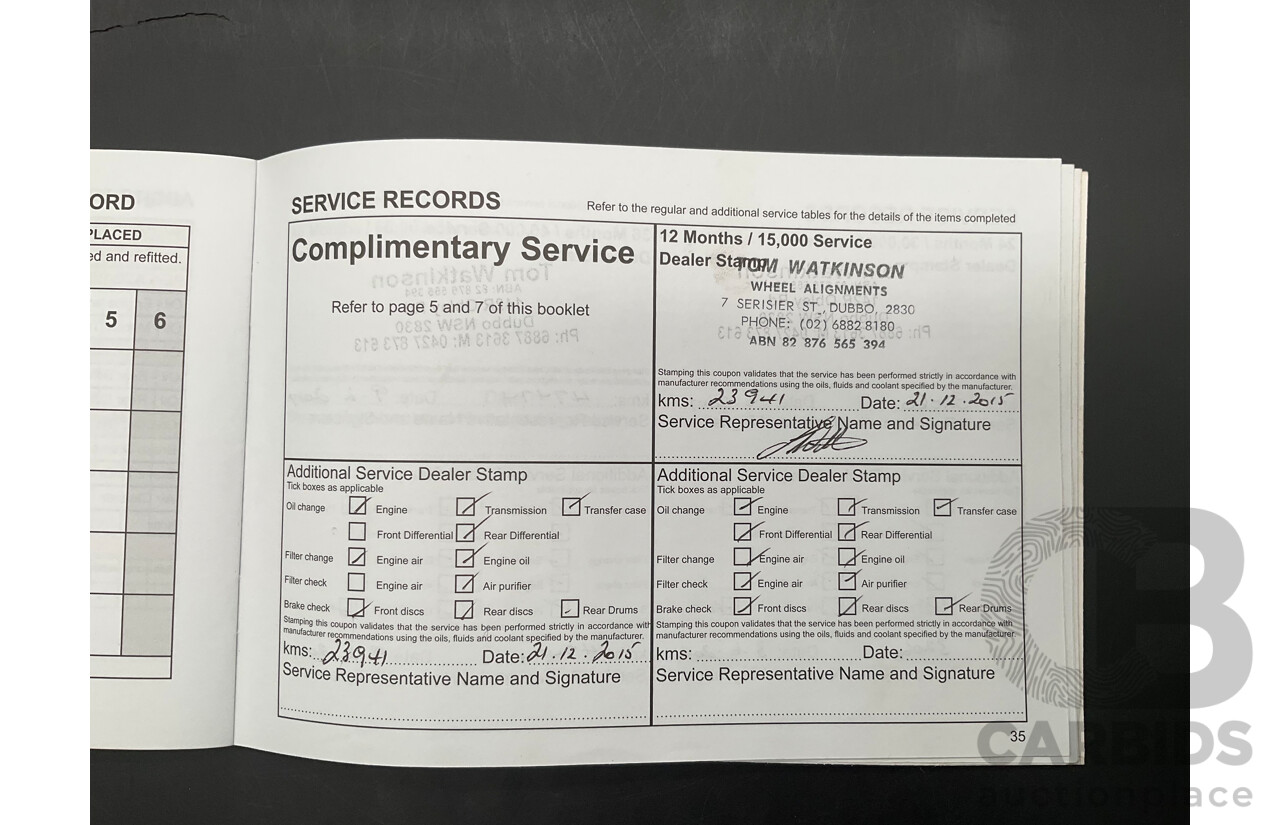 ORD
PLACED
ed and refitted.
5 6
SERVICE RECORDS
Refer to the regular and additional service tables for the details of the items completed
Complimentary Service
Refer to page 5 and 7 of this booklet
12 Months / 15,000 Service
Dealer Stamp
TOM WATKINSON
WHEEL ALIGNMENTS
7 SERISIER ST., DUBBO, 2830
PHONE: (02) 6882 8180
ABN 82 876 565 394
Stamping this coupon validates that the service has been performed strictly in accordance with
manufacturer recommendations using the oils, fluids and coolant specified by the manufacturer.
kms: 23941 Date: 21.12.2015
Service Representative Name and Signature
Additional Service Dealer Stamp
Tick boxes as applicable
Oil change Engine Transmission Transfer case
Front Differential Rear Differential
Filter change Engine air Engine oil
Filter check Engine air Air purifier
Brake check Front discs Rear discs Rear Drums
Stamping this coupon validates that the service has been performed strictly in accordance with
manufacturer recommendations using the oils, fluids and coolant specified by the manufacturer.
kms: 23941 Date: 21.12.2015
Service Representative Name and Signature
Additional Service Dealer Stamp
Tick boxes as applicable
Oil change Engine Transmission Transfer case
Front Differential Rear Differential
Filter change Engine air Engine oil
Filter check Engine air Air purifier
Brake check Front discs Rear discs Rear Drums
Stamping this coupon validates that the service has been performed strictly in accordance with
manufacturer recommendations using the oils, fluids and coolant specified by the manufacturer.
kms: Date:
Service Representative Name and Signature
35
CB
CARBIDS
auctionplace